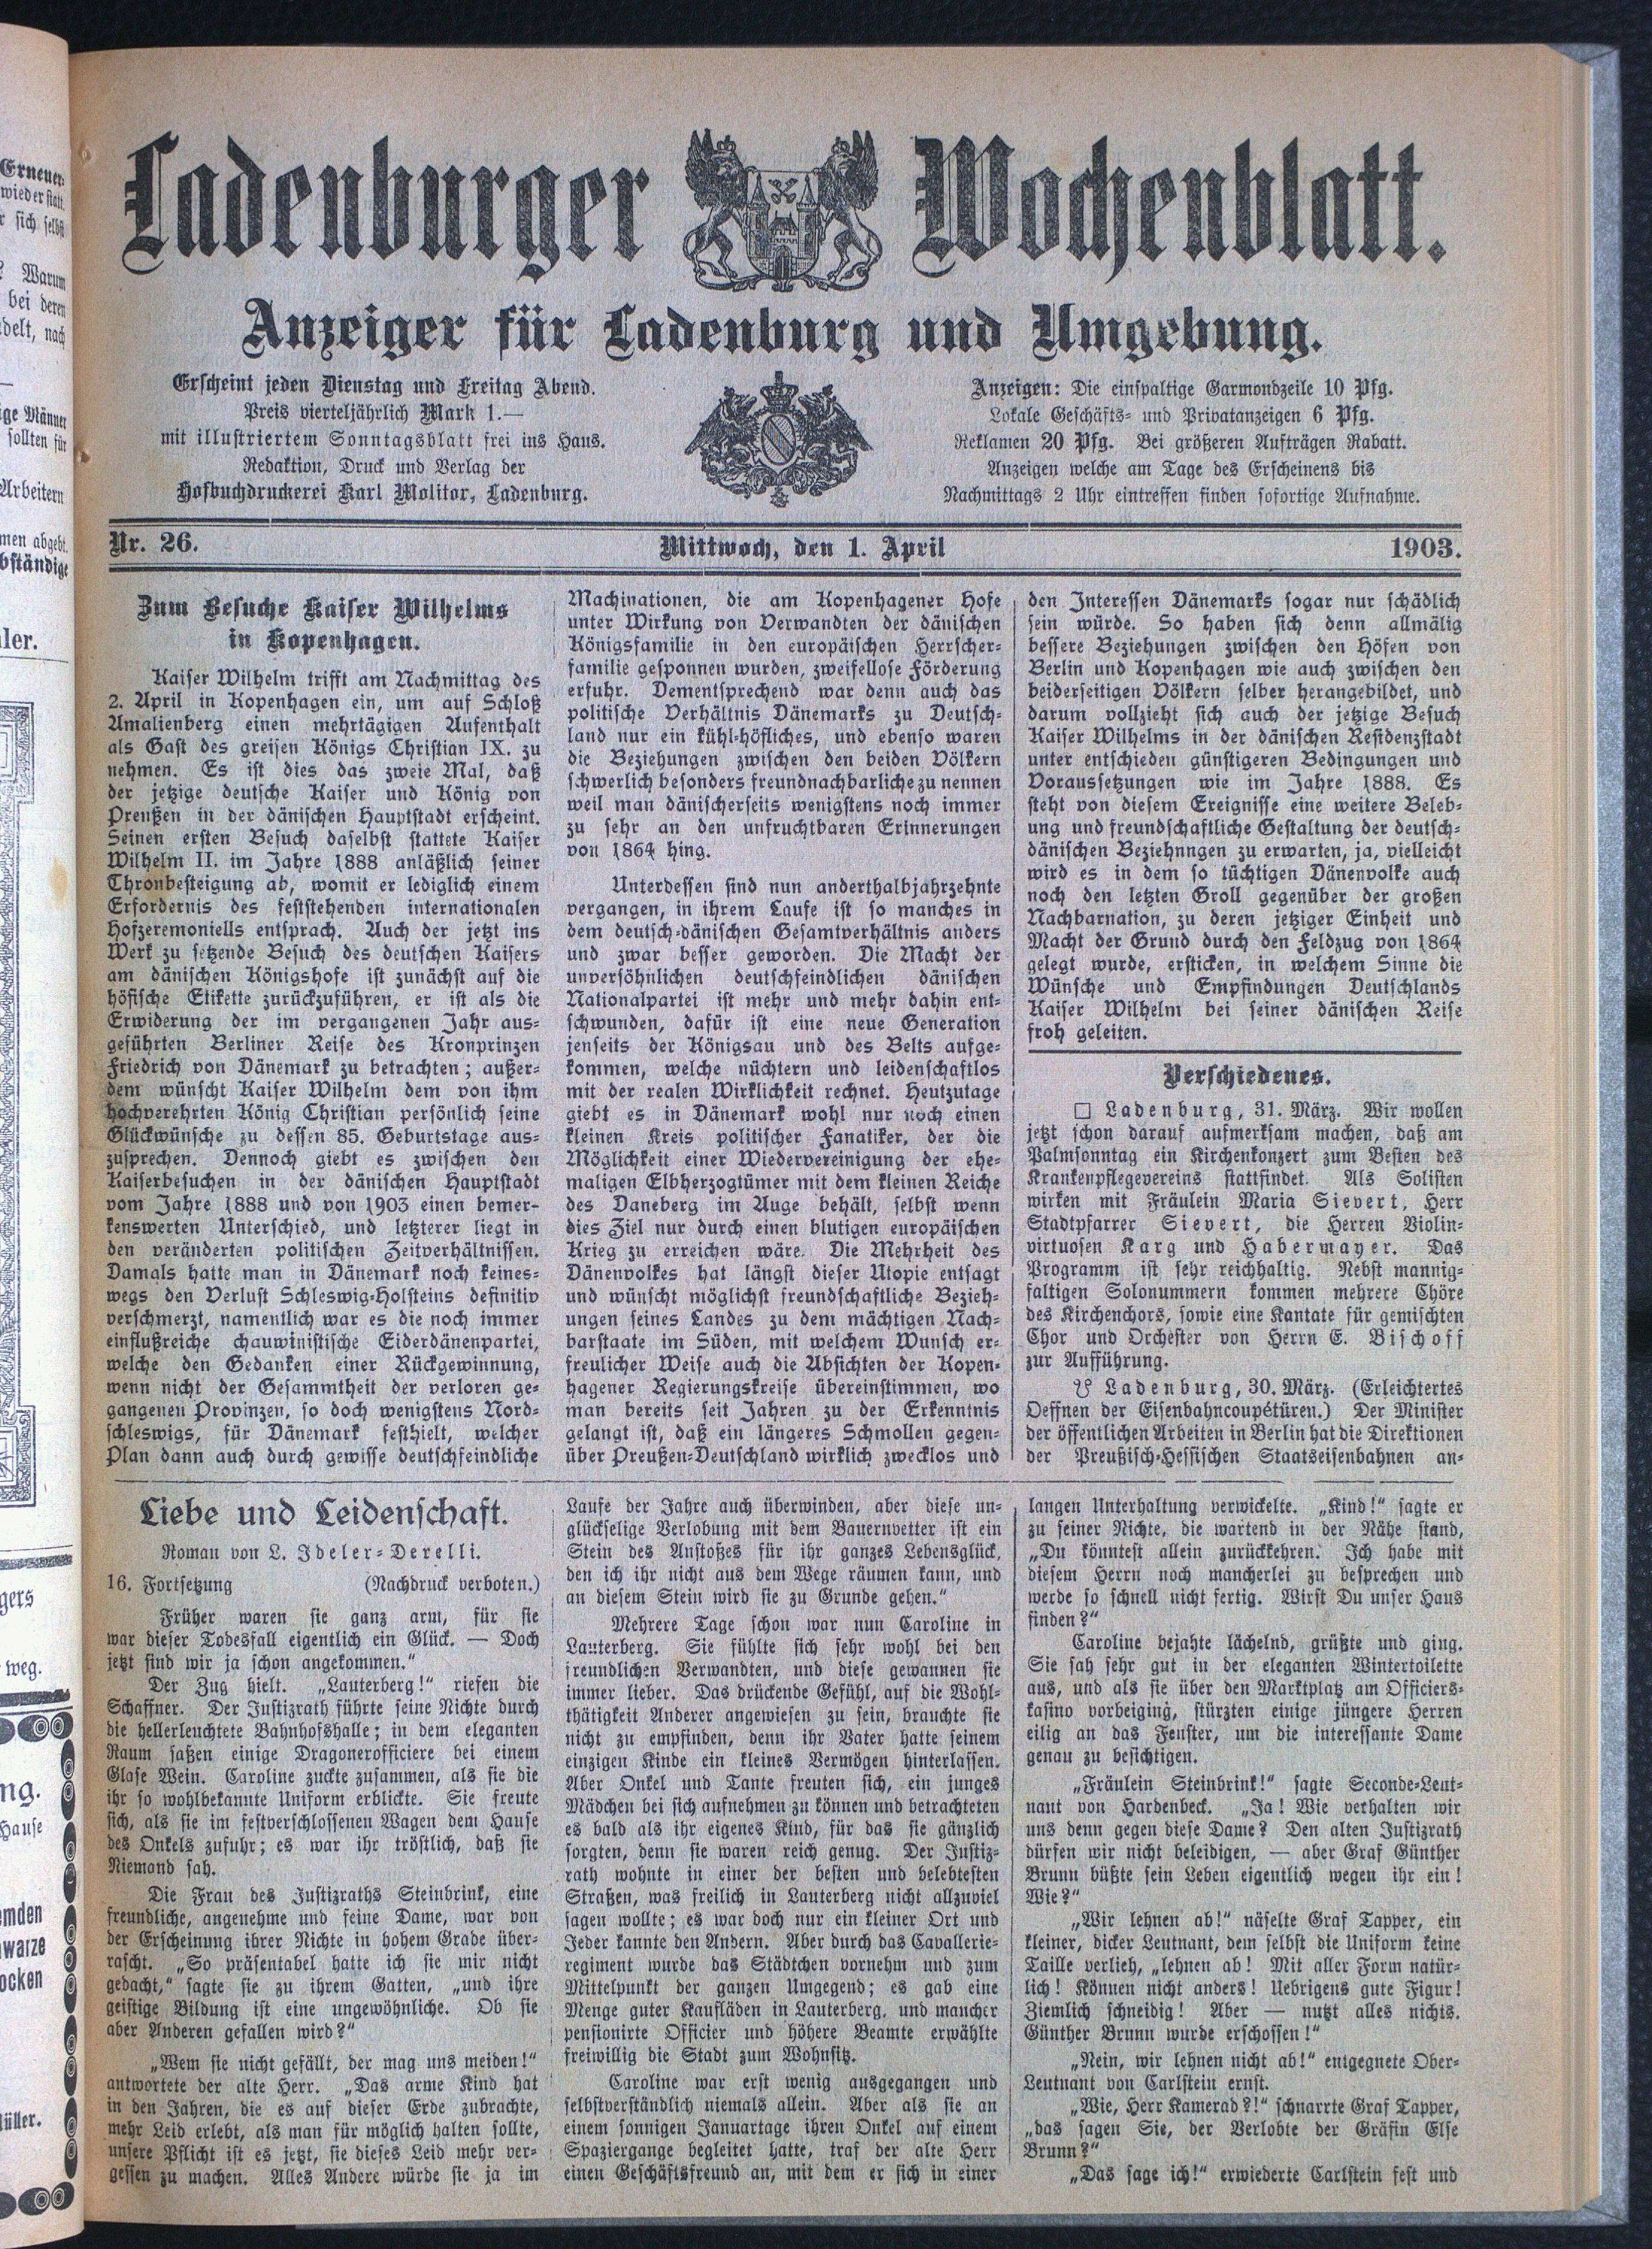 Ladenburger Wochenblatt.
Anzeiger für Ladenburg und Umgebung.
Erscheint jeden Dienstag und Freitag Abend.
Preis vierteljährlich Mark 1.—
mit illustriertem Sonntagsblatt frei ins Haus.
Redaktion, Druck und Verlag der
Hofbuchdruckerei Karl Molitor, Ladenburg.
Anzeigen: Die einspaltige Garmondzeile 10 Pfg.
Lokale Geschäfts- und Privatanzeigen 6 Pfg.
Reklamen 20 Pfg. Bei größeren Aufträgen Rabatt.
Anzeigen welche am Tage des Erscheinens bis
Nachmittags 2 Uhr eintreffen finden sofortige Aufnahme.
Nr. 26.
Mittwoch, den 1. April
1903.
Zum Besuche Kaiser Wilhelms
in Kopenhagen.
Kaiser Wilhelm trifft am Nachmittag des
2. April in Kopenhagen ein, um auf Schloß
Amalienberg einen mehrtägigen Aufenthalt
als Gast des greisen Königs Christian IX. zu
nehmen. Es ist dies das zweie Mal, daß
der jetzige deutsche Kaiser und König von
Preußen in der dänischen Hauptstadt erscheint.
Seinen ersten Besuch daselbst stattete Kaiser
Wilhelm II. im Jahre 1888 anläßlich seiner
Thronbesteigung ab, womit er lediglich einem
Erfordernis des feststehenden internationalen
Hofzeremoniells entsprach. Auch der jetzt ins
Werk zu setzende Besuch des deutschen Kaisers
am dänischen Königshofe ist zunächst auf die
höfische Etikette zurückzuführen, er ist als die
Erwiderung der im vergangenen Jahr aus-
geführten Berliner Reise des Kronprinzen
Friedrich von Dänemark zu betrachten; außer-
dem wünscht Kaiser Wilhelm dem von ihm
hochverehrten König Christian persönlich seine
Glückwünsche zu dessen 85. Geburtstage aus-
zusprechen. Dennoch giebt es zwischen den
Kaiserbesuchen in der dänischen Hauptstadt
vom Jahre 1888 und von 1903 einen bemer-
kenswerten Unterschied, und letzterer liegt in
den veränderten politischen Zeitverhältnissen.
Damals hatte man in Dänemark noch keines-
wegs den Verlust Schleswig-Holsteins definitiv
verschmerzt, namentlich war es die noch immer
einflußreiche chauwinistische Eiderdänenpartei,
welche den Gedanken einer Rückgewinnung,
wenn nicht der Gesammtheit der verloren ge-
gangenen Provinzen, so doch wenigstens Nord-
schleswigs, für Dänemark festhielt, welcher
Plan dann auch durch gewisse deutschfeindliche
Machinationen, die am Kopenhagener Hofe
unter Wirkung von Verwandten der dänischen
Königsfamilie in den europäischen Herrscher-
familie gesponnen wurden, zweifellose Förderung
erfuhr. Dementsprechend war denn auch das
politische Verhältnis Dänemarks zu Deutsch-
land nur ein kühl-höfliches, und ebenso waren
die Beziehungen zwischen den beiden Völkern
schwerlich besonders freundnachbarliche zu nennen
weil man dänischerseits wenigstens noch immer
zu sehr an den unfruchtbaren Erinnerungen
von 1864 hing.
Unterdessen sind nun anderthalbjahrzehnte
vergangen, in ihrem Laufe ist so manches in
dem deutsch-dänischen Gesamtverhältnis anders
und zwar besser geworden. Die Macht der
unversöhnlichen deutschfeindlichen dänischen
Nationalpartei ist mehr und mehr dahin ent-
schwunden, dafür ist eine neue Generation
jenseits der Königsau und des Belts aufge-
kommen, welche nüchtern und leidenschaftlos
mit der realen Wirklichkeit rechnet. Heutzutage
giebt es in Dänemark wohl nur noch einen
kleinen Kreis politischer Fanatiker, der die
Möglichkeit einer Wiedervereinigung der ehe-
maligen Elbherzogtümer mit dem kleinen Reiche
des Daneberg im Auge behält, selbst wenn
dies Ziel nur durch einen blutigen europäischen
Krieg zu erreichen wäre. Die Mehrheit des
Dänenvolkes hat längst dieser Utopie entsagt
und wünscht möglichst freundschaftliche Bezieh-
ungen seines Landes zu dem mächtigen Nach-
barstaate im Süden, mit welchem Wunsch er-
freulicher Weise auch die Absichten der Kopen-
hagener Regierungskreise übereinstimmen, wo
man bereits seit Jahren zu der Erkenntnis
gelangt ist, daß ein längeres Schmollen gegen-
über Preußen-Deutschland wirklich zwecklos und
den Interessen Dänemarks sogar nur schädlich
sein würde. So haben sich denn allmälig
bessere Beziehungen zwischen den Höfen von
Berlin und Kopenhagen wie auch zwischen den
beiderseitigen Völkern selber herangebildet, und
darum vollzieht sich auch der jetzige Besuch
Kaiser Wilhelms in der dänischen Residenzstadt
unter entschieden günstigeren Bedingungen und
Voraussetzungen wie im Jahre 1888. Es
steht von diesem Ereignisse eine weitere Beleb-
ung und freundschaftliche Gestaltung der deutsch-
dänischen Beziehnngen zu erwarten, ja, vielleicht
wird es in dem so tüchtigen Dänenvolke auch
noch den letzten Groll gegenüber der großen
Nachbarnation, zu deren jetziger Einheit und
Macht der Grund durch den Feldzug von 1864
gelegt wurde, ersticken, in welchem Sinne die
Wünsche und Empfindungen Deutschlands
Kaiser Wilhelm bei seiner dänischen Reise
froh geleiten.
Verschiedenes.
□ Ladenburg, 31. März. Wir wollen
jetzt schon darauf aufmerksam machen, daß am
Palmsonntag ein Kirchenkonzert zum Besten des
Krankenpflegevereins stattfindet. Als Solisten
wirken mit Fräulein Maria Sievert, Herr
Stadtpfarrer Sievert, die Herren Violin-
virtuosen Karg und Habermayer. Das
Programm ist sehr reichhaltig. Nebst mannig-
faltigen Solonummern kommen mehrere Chöre
des Kirchenchors, sowie eine Kantate für gemischten
Chor und Orchester von Herrn E. Bischoff
zur Aufführung.
Ladenburg, 30. März. (Erleichtertes
Oeffnen der Eisenbahncoupétüren.) Der Minister
der öffentlichen Arbeiten in Berlin hat die Direktionen
der Preußisch-Hessischen Staatseisenbahnen an-
Liebe und Leidenschaft.
Roman von L. Ideler-Derelli.
16. Fortsetzung (Nachdruck verboten.)
Früher waren sie ganz arm, für sie
war dieser Todesfall eigentlich ein Glück. — Doch
jetzt sind wir ja schon angekommen.“
Der Zug hielt. „Lauterberg!“ riefen die
Schaffner. Der Justizrath führte seine Nichte durch
die hellerleuchtete Bahnhofshalle; in dem eleganten
Raum saßen einige Dragonerofficiere bei einem
Glase Wein. Caroline zuckte zusammen, als sie die
ihr so wohlbekannte Uniform erblickte. Sie freute
sich, als sie im festverschlossenen Wagen dem Hause
des Onkels zufuhr; es war ihr tröstlich, daß sie
Niemand sah.
Die Frau des Justizraths Steinbrink, eine
freundliche, angenehme und feine Dame, war von
der Erscheinung ihrer Nichte in hohem Grade über-
rascht. „So präsentabel hatte ich sie mir nicht
gedacht,“ sagte sie zu ihrem Gatten, „und ihre
geistige Bildung ist eine ungewöhnliche. Ob sie
aber Anderen gefallen wird?“
„Wem sie nicht gefällt, der mag uns meiden!“
antwortete der alte Herr. „Das arme Kind hat
in den Jahren, die es auf dieser Erde zubrachte,
mehr Leid erlebt, als man für möglich halten sollte,
unsere Pflicht ist es jetzt, sie dieses Leid mehr ver-
gessen zu machen. Alles Andere würde sie ja im
Laufe der Jahre auch überwinden, aber diese un-
glückselige Verlobung mit dem Bauernvetter ist ein
Stein des Anstoßes für ihr ganzes Lebensglück,
den ich ihr nicht aus dem Wege räumen kann, und
an diesem Stein wird sie zu Grunde gehen.“
Mehrere Tage schon war nun Caroline in
Lauterberg. Sie fühlte sich sehr wohl bei den
freundlichen Verwandten, und diese gewannen sie
immer lieber. Das drückende Gefühl, auf die Wohl-
thätigkeit Anderer angewiesen zu sein, brauchte sie
nicht zu empfinden, denn ihr Vater hatte seinem
einzigen Kinde ein kleines Vermögen hinterlassen.
Aber Onkel und Tante freuten sich, ein junges
Mädchen bei sich aufnehmen zu können und betrachteten
es bald als ihr eigenes Kind, für das sie gänzlich
sorgten, denn sie waren reich genug. Der Justiz-
rath wohnte in einer der besten und belebtesten
Straßen, was freilich in Lauterberg nicht allzuviel
sagen wollte; es war doch nur ein kleiner Ort und
Jeder kannte den Andern. Aber durch das Cavallerie-
regiment wurde das Städtchen vornehm und zum
Mittelpunkt der ganzen Umgegend; es gab eine
Menge guter Kaufläden in Lauterberg, und mancher
pensionirte Officier und höhere Beamte erwählte
freiwillig die Stadt zum Wohnsitz.
Caroline war erst wenig ausgegangen und
selbstverständlich niemals allein. Aber als sie an
einem sonnigen Januartage ihren Onkel auf einem
Spaziergange begleitet hatte, traf der alte Herr
einen Geschäftsfreund an, mit dem er sich in einer
langen Unterhaltung verwickelte. „Kind!“ sagte er
zu seiner Nichte, die wartend in der Nähe stand,
„Du könntest allein zurückkehren. Ich habe mit
diesem Herrn noch mancherlei zu besprechen und
werde so schnell nicht fertig. Wirst Du unser Haus
finden?“
Caroline bejahte lächelnd, grüßte und ging.
Sie sah sehr gut in der eleganten Wintertoilette
aus, und als sie über den Marktplatz am Officiers-
kasino vorbeiging, stürzten einige jüngere Herren
eilig an das Fenster, um die interessante Dame
genau zu besichtigen.
„Fräulein Steinbrink!“ sagte Seconde-Leut-
nant von Hardenbeck. „Ja! Wie verhalten wir
uns denn gegen diese Dame? Den alten Justizrath
dürfen wir nicht beleidigen, — aber Graf Günther
Brunn büßte sein Leben eigentlich wegen ihr ein!
Wie?“
„Wir lehnen ab!“ näselte Graf Tapper, ein
kleiner, dicker Leutnant, dem selbst die Uniform keine
Taille verlieh, „lehnen ab! Mit aller Form natür-
lich! Können nicht anders! Uebrigens gute Figur!
Ziemlich schneidig! Aber — nutzt alles nichts.
Günther Brunn wurde erschossen!“
„Nein, wir lehnen nicht ab!“ entgegnete Ober-
Leutnant von Carlstein ernst.
„Wie, Herr Kamerad?!“ schnarrte Graf Tapper,
„das sagen Sie, der Verlobte der Gräfin Else
Brunn?“
„Das sage ich!“ erwiederte Carlstein fest und